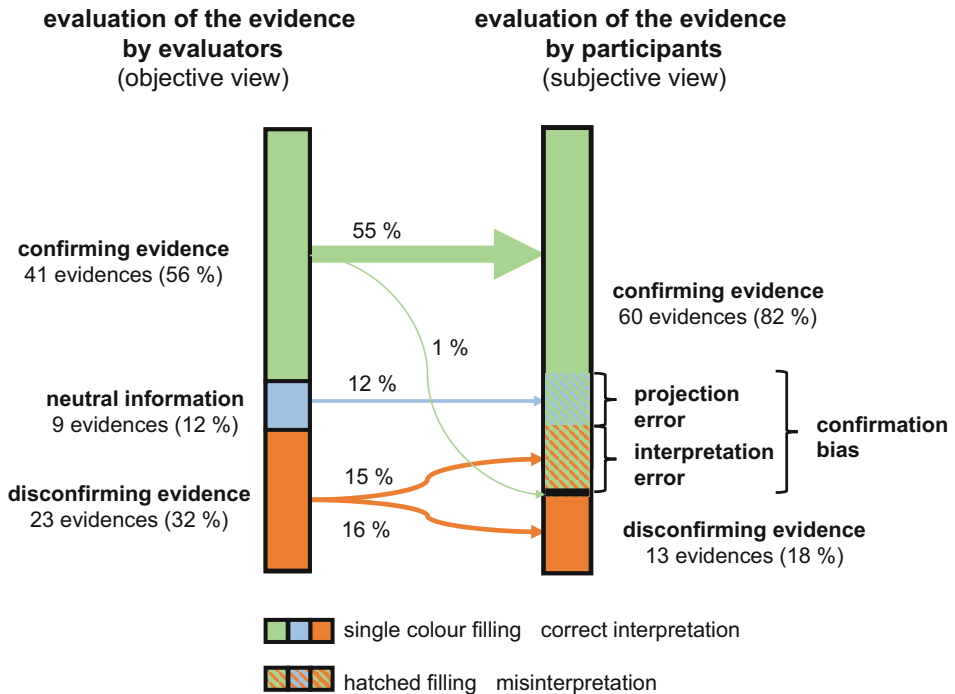 evaluation of the evidence
by evaluators
(objective view)
evaluation of the evidence
by participants
(subjective view)
confirming evidence
41 evidences (56 %)
55 %
confirming evidence
60 evidences (82 %)
1 %
neutral information
9 evidences (12 %)
12 %
projection
error
interpretation
error
confirmation
bias
disconfirming evidence
23 evidences (32 %)
15 %
16 %
disconfirming evidence
13 evidences (18 %)
single colour filling correct interpretation
hatched filling misinterpretation